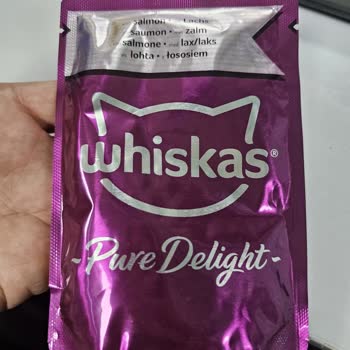 salmon • Lachs
saumon • zalm
salmone • lax/laks
lohta • łososiem
whiskas®
- Pure Delight -